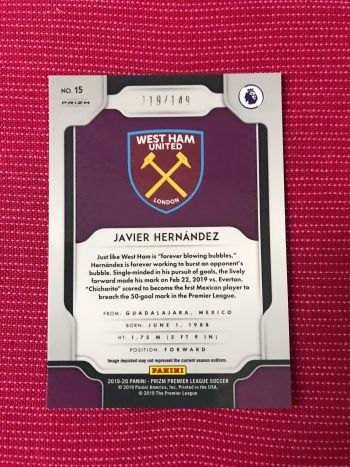 119/149
NO. 15
PRIZM
WEST HAM
UNITED
LONDON
JAVIER HERNÁNDEZ
Just like West Ham is "forever blowing bubbles,"
Hernández is forever working to burst an opponent's
bubble. Single-minded in his pursuit of goals, the lively
forward made his mark on Feb 22, 2019 vs. Everton.
"Chicharito" scored to become the first Mexican player to
breach the 50-goal mark in the Premier League.
FROM: GUADALAJARA, MEXICO
BORN: JUNE 1, 1988
HT: 1.75 M (5 FT 9 IN)
POSITION: FORWARD
Image depicted may not represent the current season uniform.
PANINI
2019-20 PANINI - PRIZM PREMIER LEAGUE SOCCER
© 2019 Panini America, Inc. Printed in the USA.
© 2019 The Premier League